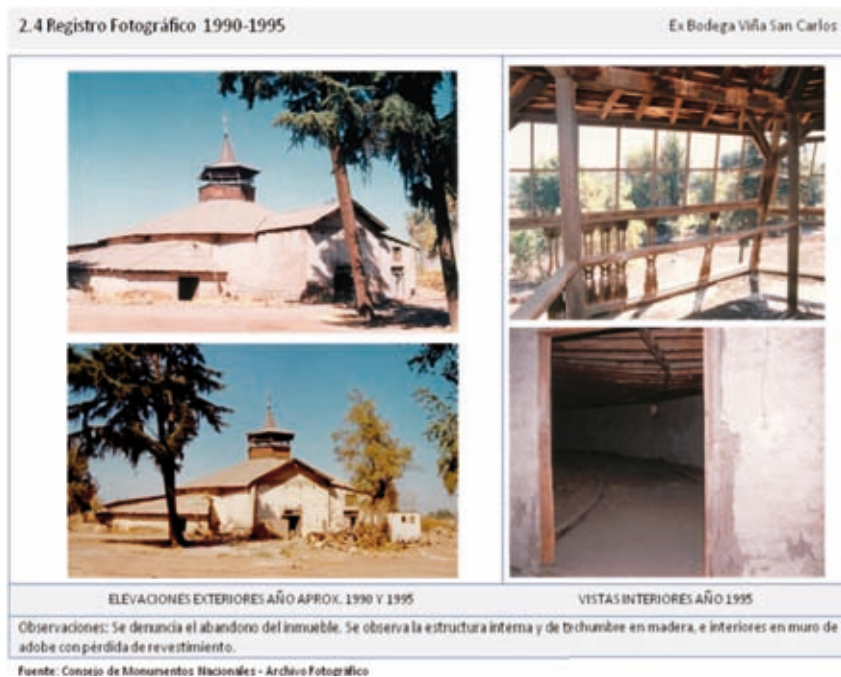 2.4 Registro Fotográfico 1990-1995
Ex Bodega Viña San Carlos
ELEVACIONES EXTERIORES AÑO APROX. 1990 Y 1995
VISTAS INTERIORES AÑO 1995
Observaciones: Se denuncia el abandono del inmueble. Se observa la estructura interna y de techumbre en madera, e interiores en muro de
adobe con pérdida de revestimiento.
Fuente: Consejo de Monumentos Nacionales - Archivo Fotográfico